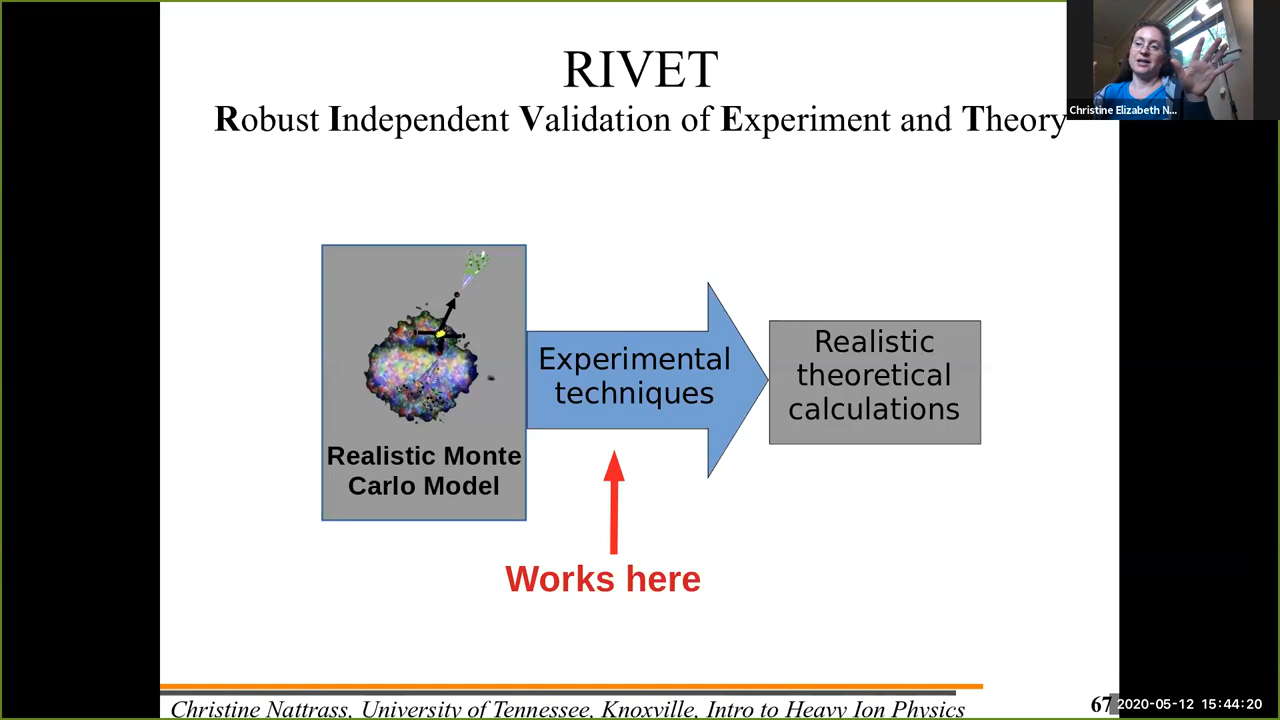 RIVET
Robust Independent Validation of Experiment and Theory
Christine Elizabeth N...
Experimental
techniques
Realistic
theoretical
calculations
Realistic Monte
Carlo Model
Works here
Christine Nattrass, University of Tennessee, Knoxville, Intro to Heavy Ion Physics
67
2020-05-12 15:44:20